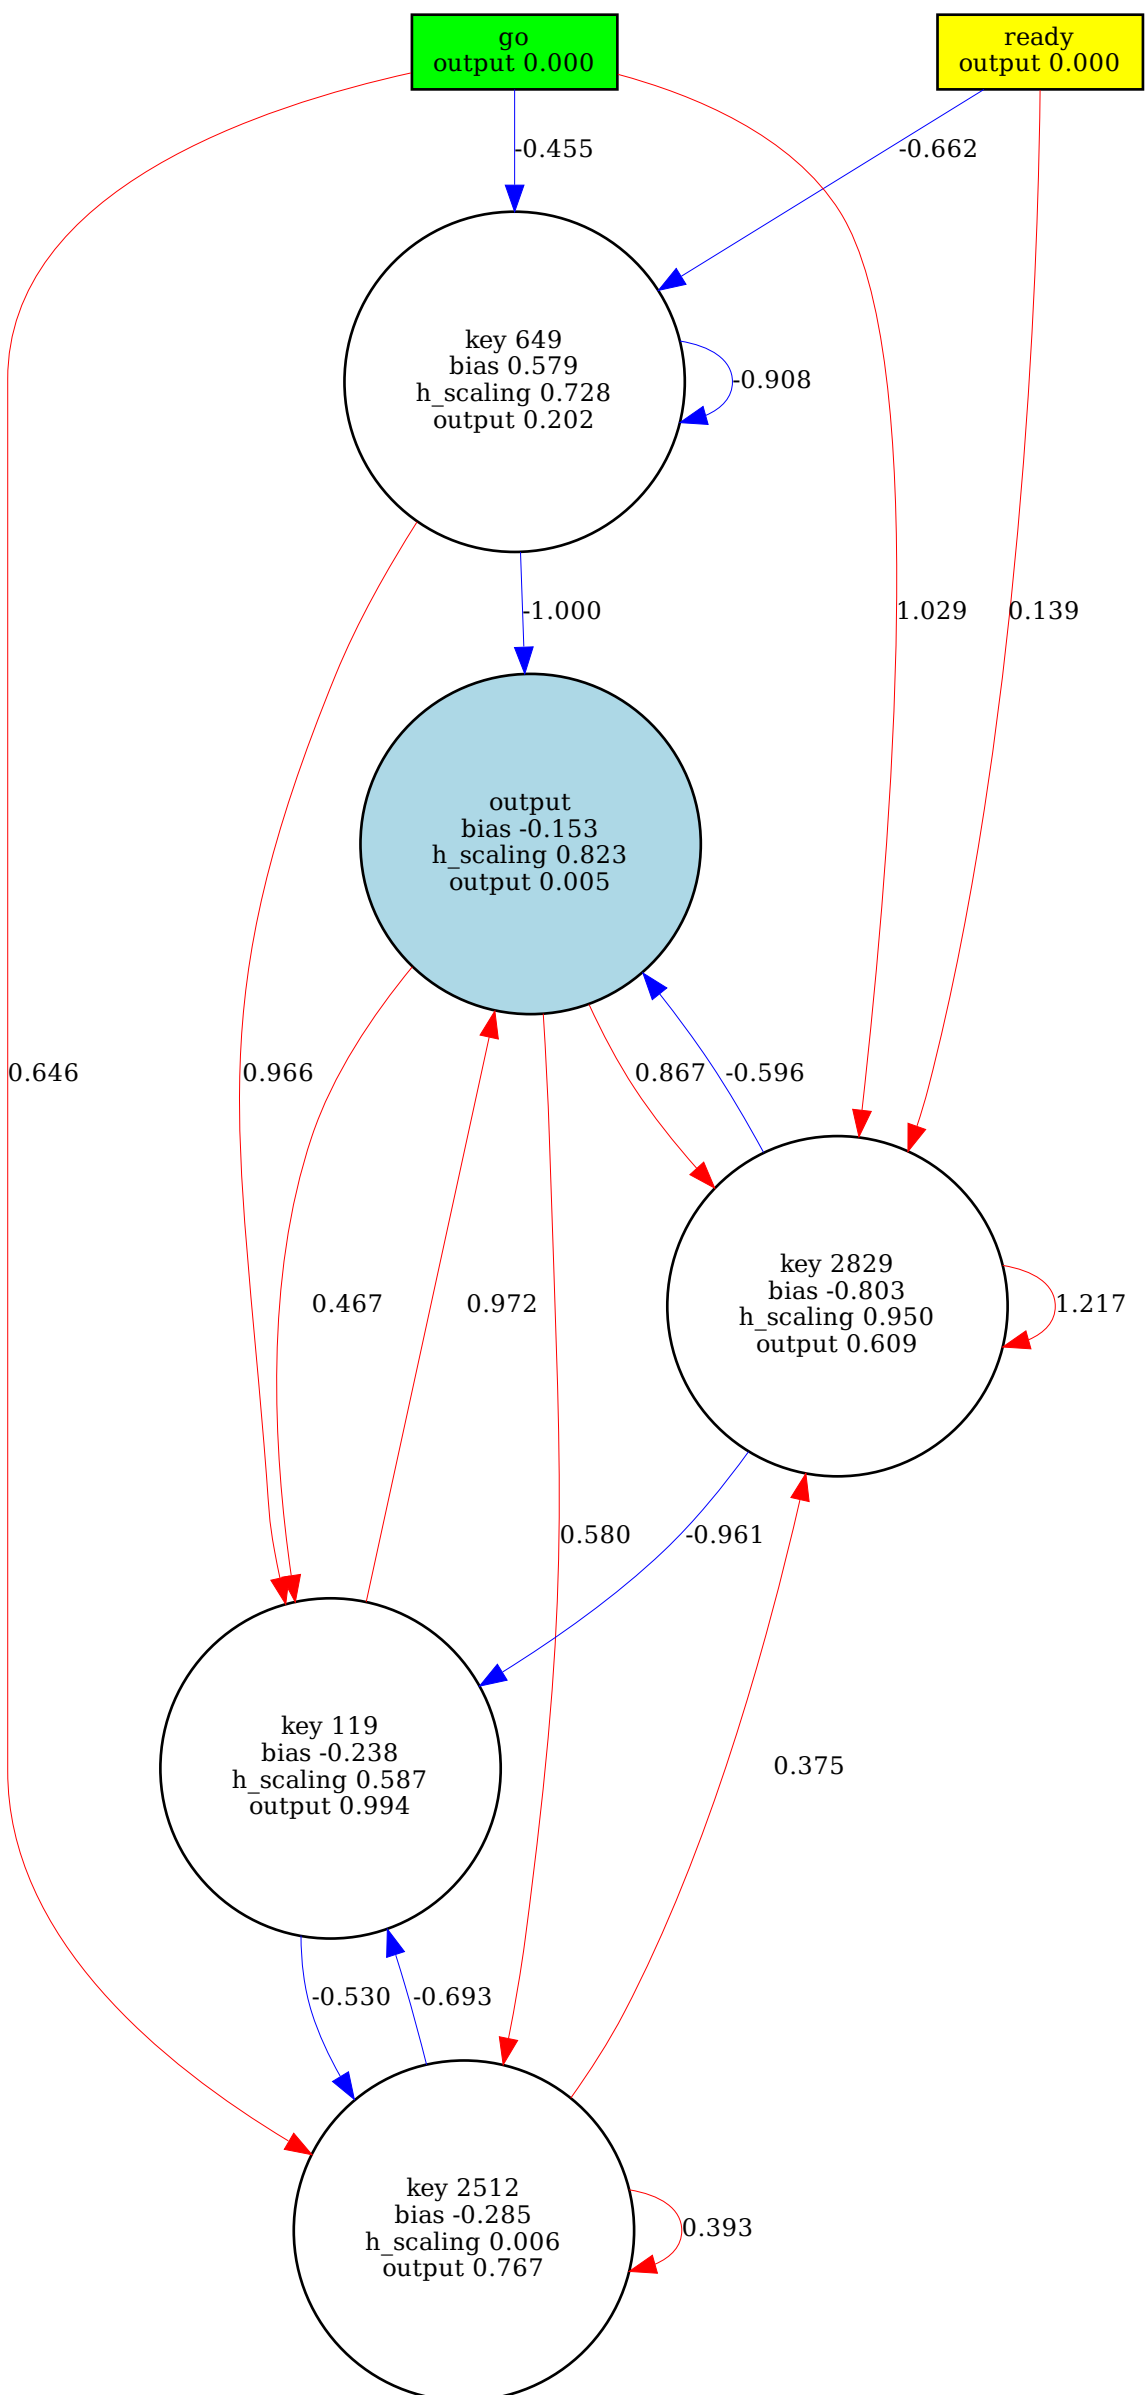 go
output 0.000
ready
output 0.000
-0.455
-0.662
key 649
bias 0.579
h_scaling 0.728
output 0.202
-0.908
-1.000
1.029
0.139
output
bias -0.153
h_scaling 0.823
output 0.005
0.646
0.966
0.867
-0.596
key 2829
bias -0.803
h_scaling 0.950
output 0.609
0.467
0.972
1.217
0.580
-0.961
key 119
bias -0.238
h_scaling 0.587
output 0.994
0.375
-0.530
-0.693
key 2512
bias -0.285
h_scaling 0.006
output 0.767
0.393